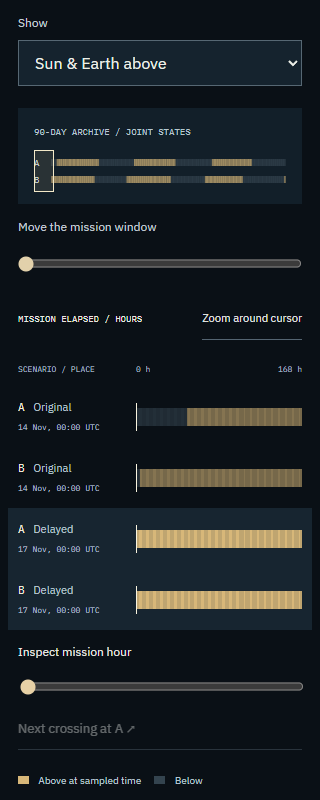 Show
Sun & Earth above
90-DAY ARCHIVE / JOINT STATES
A
B
Move the mission window
MISSION ELAPSED / HOURS
Zoom around cursor
SCENARIO / PLACE 0 h 168 h
A Original
14 Nov, 00:00 UTC
B Original
14 Nov, 00:00 UTC
A Delayed
17 Nov, 00:00 UTC
B Delayed
17 Nov, 00:00 UTC
Inspect mission hour
Next crossing at A ↗
Above at sampled time Below